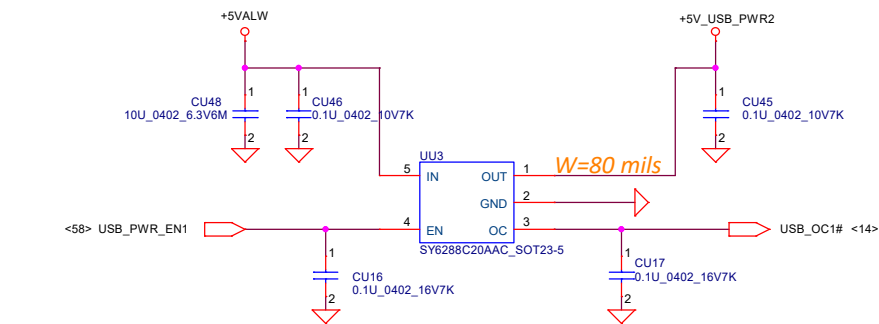 +5VALW
+5V_USB_PWR2
1
CU48
10U_0402_6.3V6M
2
1
CU46
0.1U_0402_10V7K
2
1
CU45
0.1U_0402_10V7K
2
UU3
5
IN
OUT
1
W=80 mils
GND
2
<58> USB_PWR_EN1
4
EN
OC
3
USB_OC1# <14>
SY6288C20AAC_SOT23-5
1
CU16
0.1U_0402_16V7K
2
1
CU17
0.1U_0402_16V7K
2